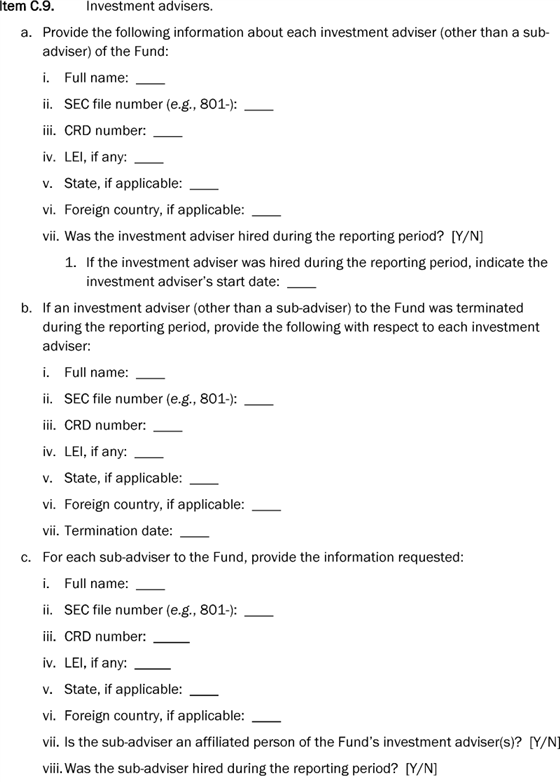 Item C.9. Investment advisers.
a. Provide the following information about each investment adviser (other than a sub-
adviser) of the Fund:
i. Full name: ____
ii. SEC file number (e.g., 801-): ____
iii. CRD number: ____
iv. LEI, if any: ____
v. State, if applicable: ____
vi. Foreign country, if applicable: ____
vii. Was the investment adviser hired during the reporting period? [Y/N]
1. If the investment adviser was hired during the reporting period, indicate the
investment adviser's start date: ____
b. If an investment adviser (other than a sub-adviser) to the Fund was terminated
during the reporting period, provide the following with respect to each investment
adviser:
i. Full name: ____
ii. SEC file number (e.g., 801-): ____
iii. CRD number: ____
iv. LEI, if any: ____
v. State, if applicable: ____
vi. Foreign country, if applicable: ____
vii. Termination date: ____
c. For each sub-adviser to the Fund, provide the information requested:
i. Full name: ____
ii. SEC file number (e.g., 801-): ____
iii. CRD number: _____
iv. LEI, if any: _____
v. State, if applicable: ____
vi. Foreign country, if applicable: ____
vii. Is the sub-adviser an affiliated person of the Fund's investment adviser(s)? [Y/N]
viii. Was the sub-adviser hired during the reporting period? [Y/N]